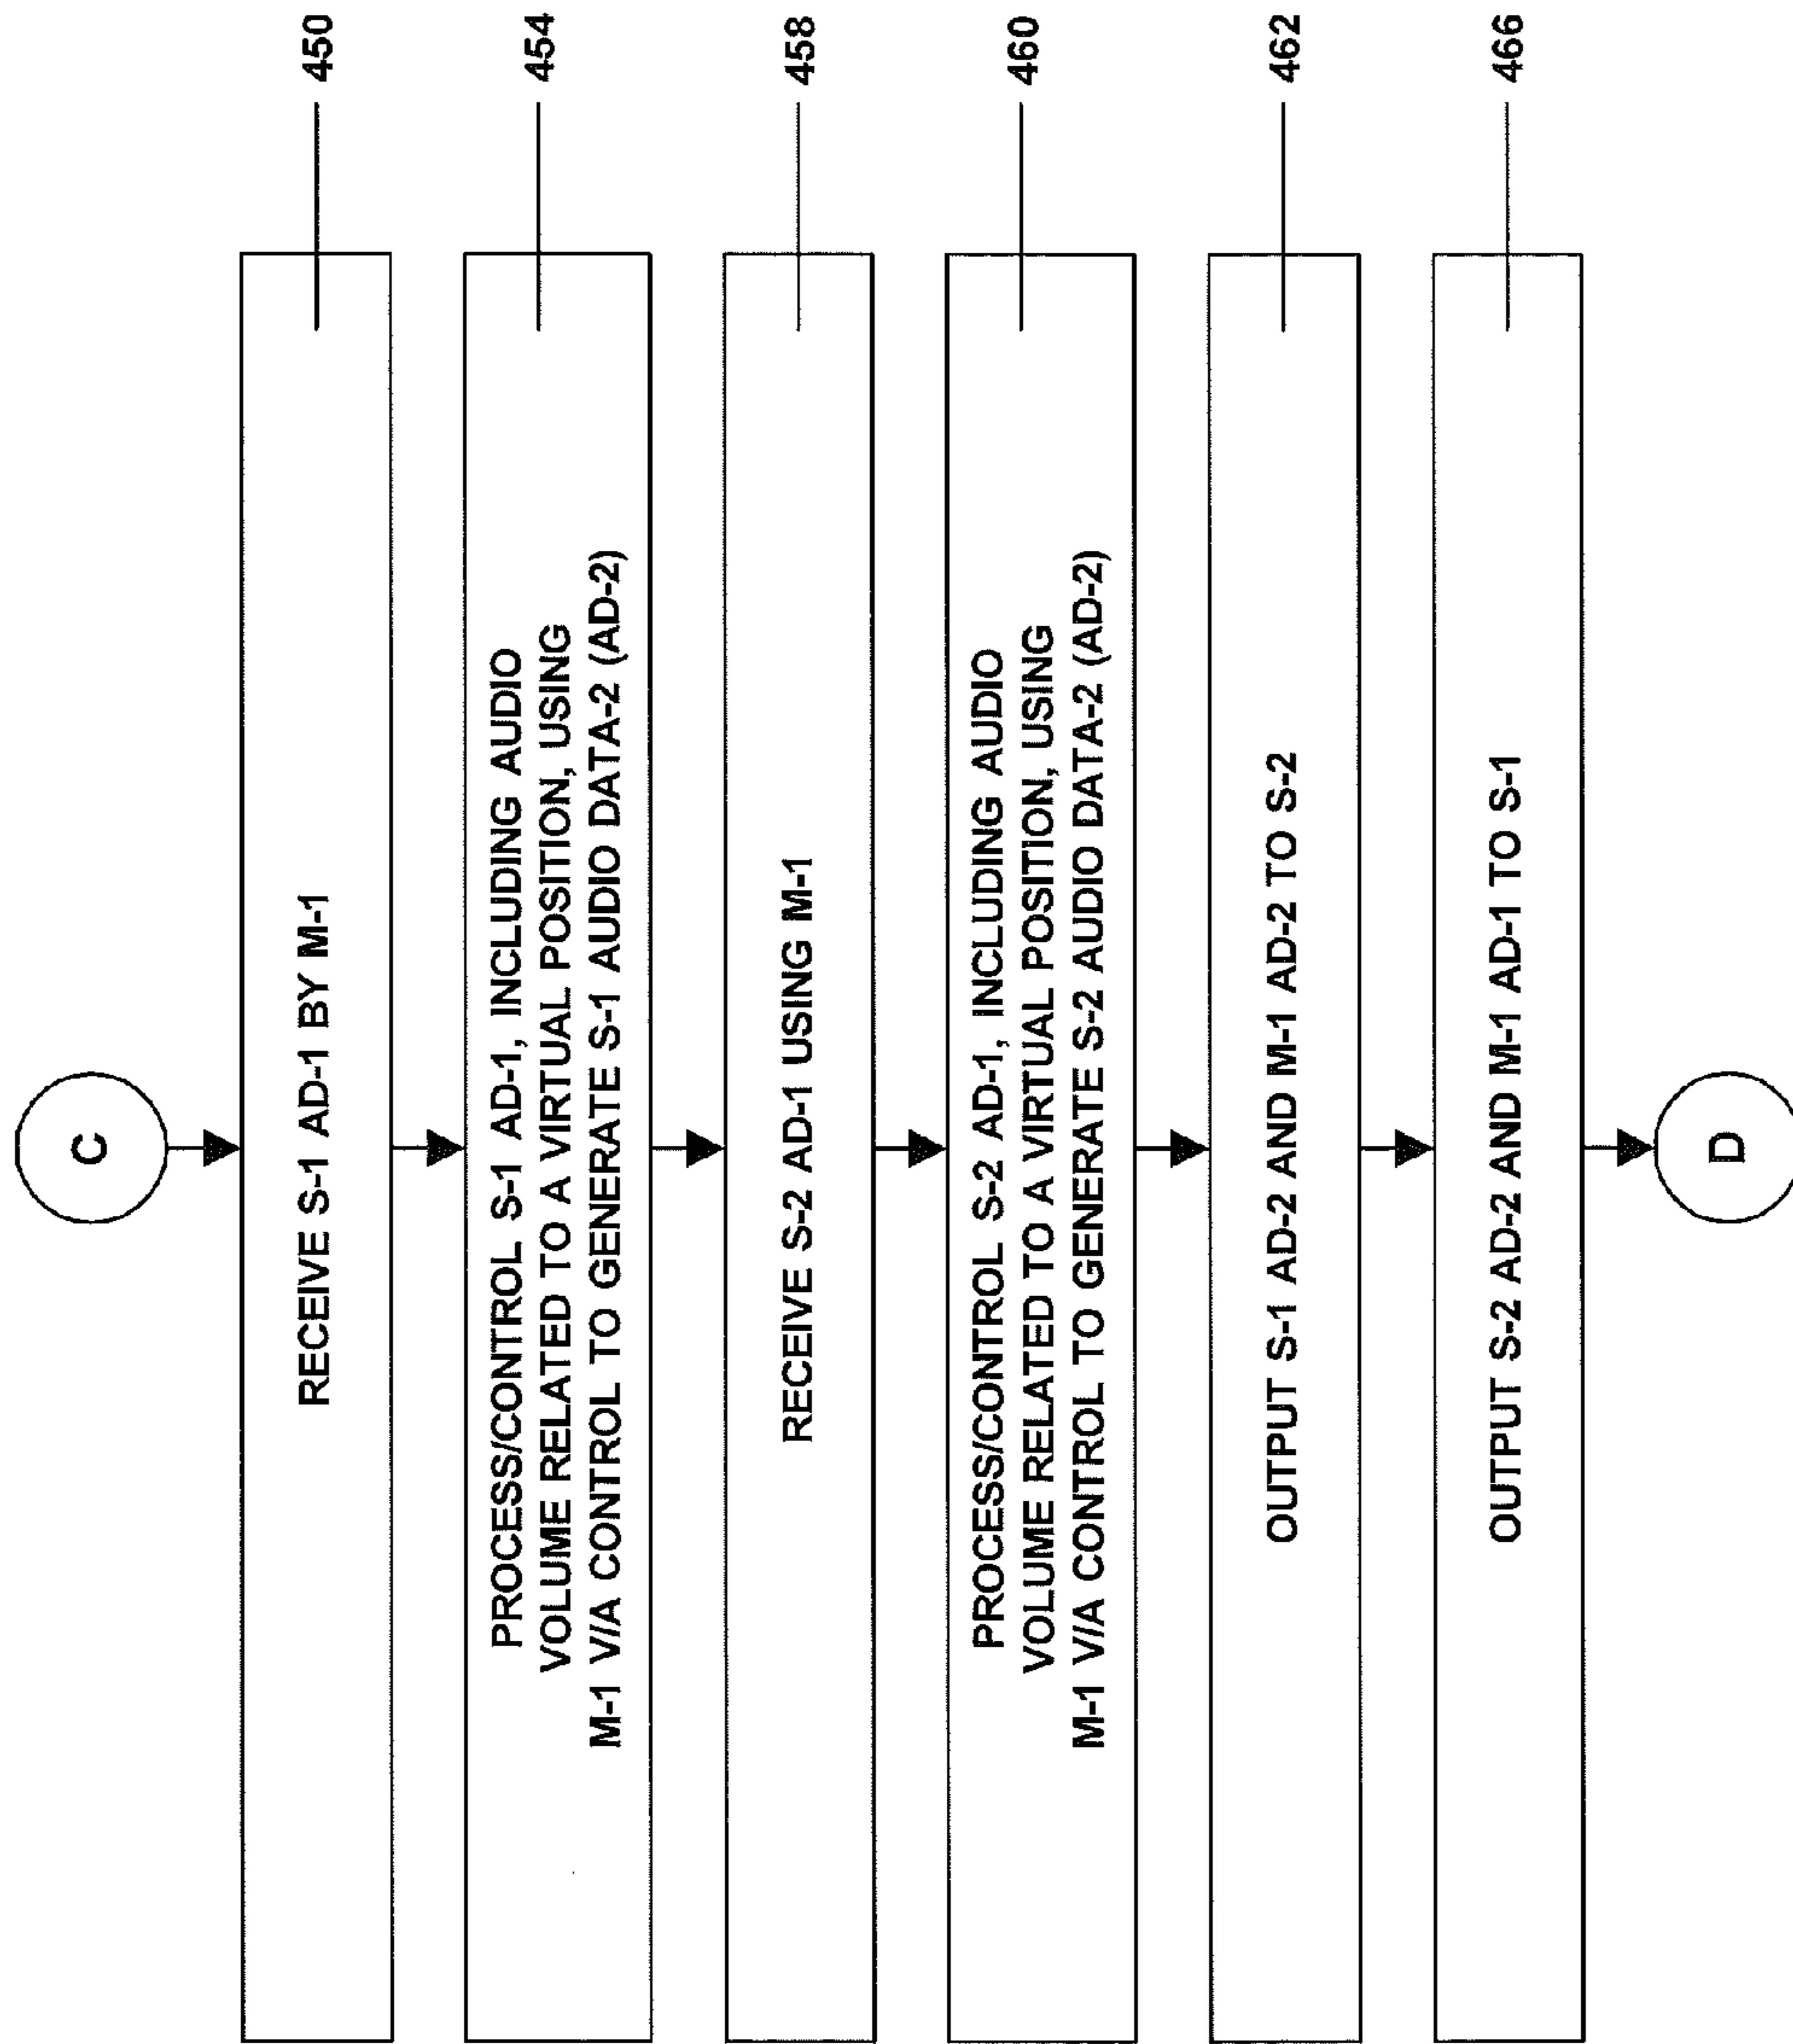 C
RECEIVE S-1 AD-1 BY M-1
450
PROCESS/CONTROL S-1 AD-1, INCLUDING AUDIO
VOLUME RELATED TO A VIRTUAL POSITION, USING
M-1 V/A CONTROL TO GENERATE S-1 AUDIO DATA-2 (AD-2)
454
RECEIVE S-2 AD-1 USING M-1
458
PROCESS/CONTROL S-2 AD-1, INCLUDING AUDIO
VOLUME RELATED TO A VIRTUAL POSITION, USING
M-1 V/A CONTROL TO GENERATE S-2 AUDIO DATA-2 (AD-2)
460
OUTPUT S-1 AD-2 AND M-1 AD-2 TO S-2
462
OUTPUT S-2 AD-2 AND M-1 AD-1 TO S-1
466
D